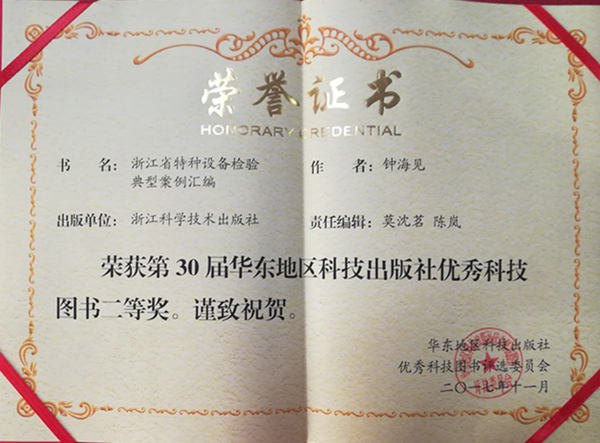 荣誉证书
HONORARY CREDENTIAL
书 名: 浙江省特种设备检验 作 者: 钟海见
典型案例汇编
出版单位: 浙江科学技术出版社 责任编辑: 莫沈茗 陈岚
荣获第30届华东地区科技出版社优秀科技
图书二等奖。谨致祝贺。
华东地区科技出版社
优秀科技图书评选委员会
二〇一七年十一月